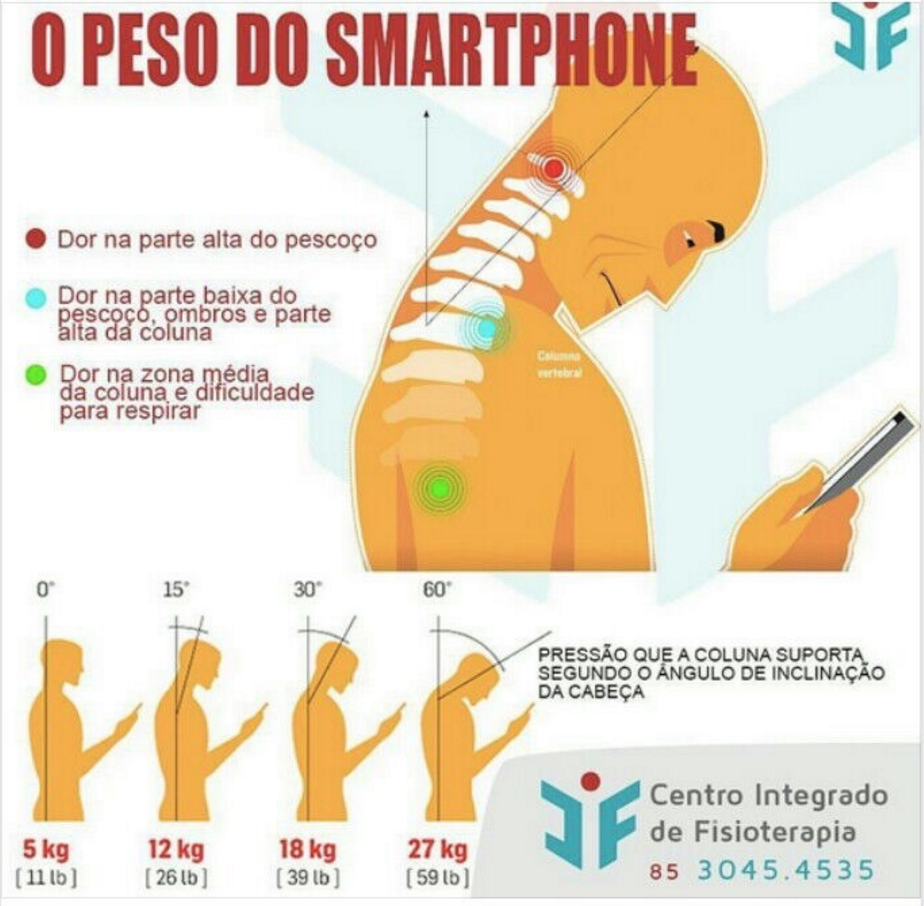 O PESO DO SMARTPHONE
Dor na parte alta do pescoço
Dor na parte baixa do
pescoço, ombros e parte
alta da coluna
Dor na zona média
da coluna e dificuldade
para respirar
Columna
vertebral
0°
15°
30°
60°
PRESSÃO QUE A COLUNA SUPORTA
SEGUNDO O ÂNGULO DE INCLINAÇÃO
DA CABEÇA
5 kg
[ 11 lb ]
12 kg
[ 26 lb ]
18 kg
[ 39 lb ]
27 kg
[ 59 lb ]
JF
Centro Integrado
de Fisioterapia
85 3045.4535